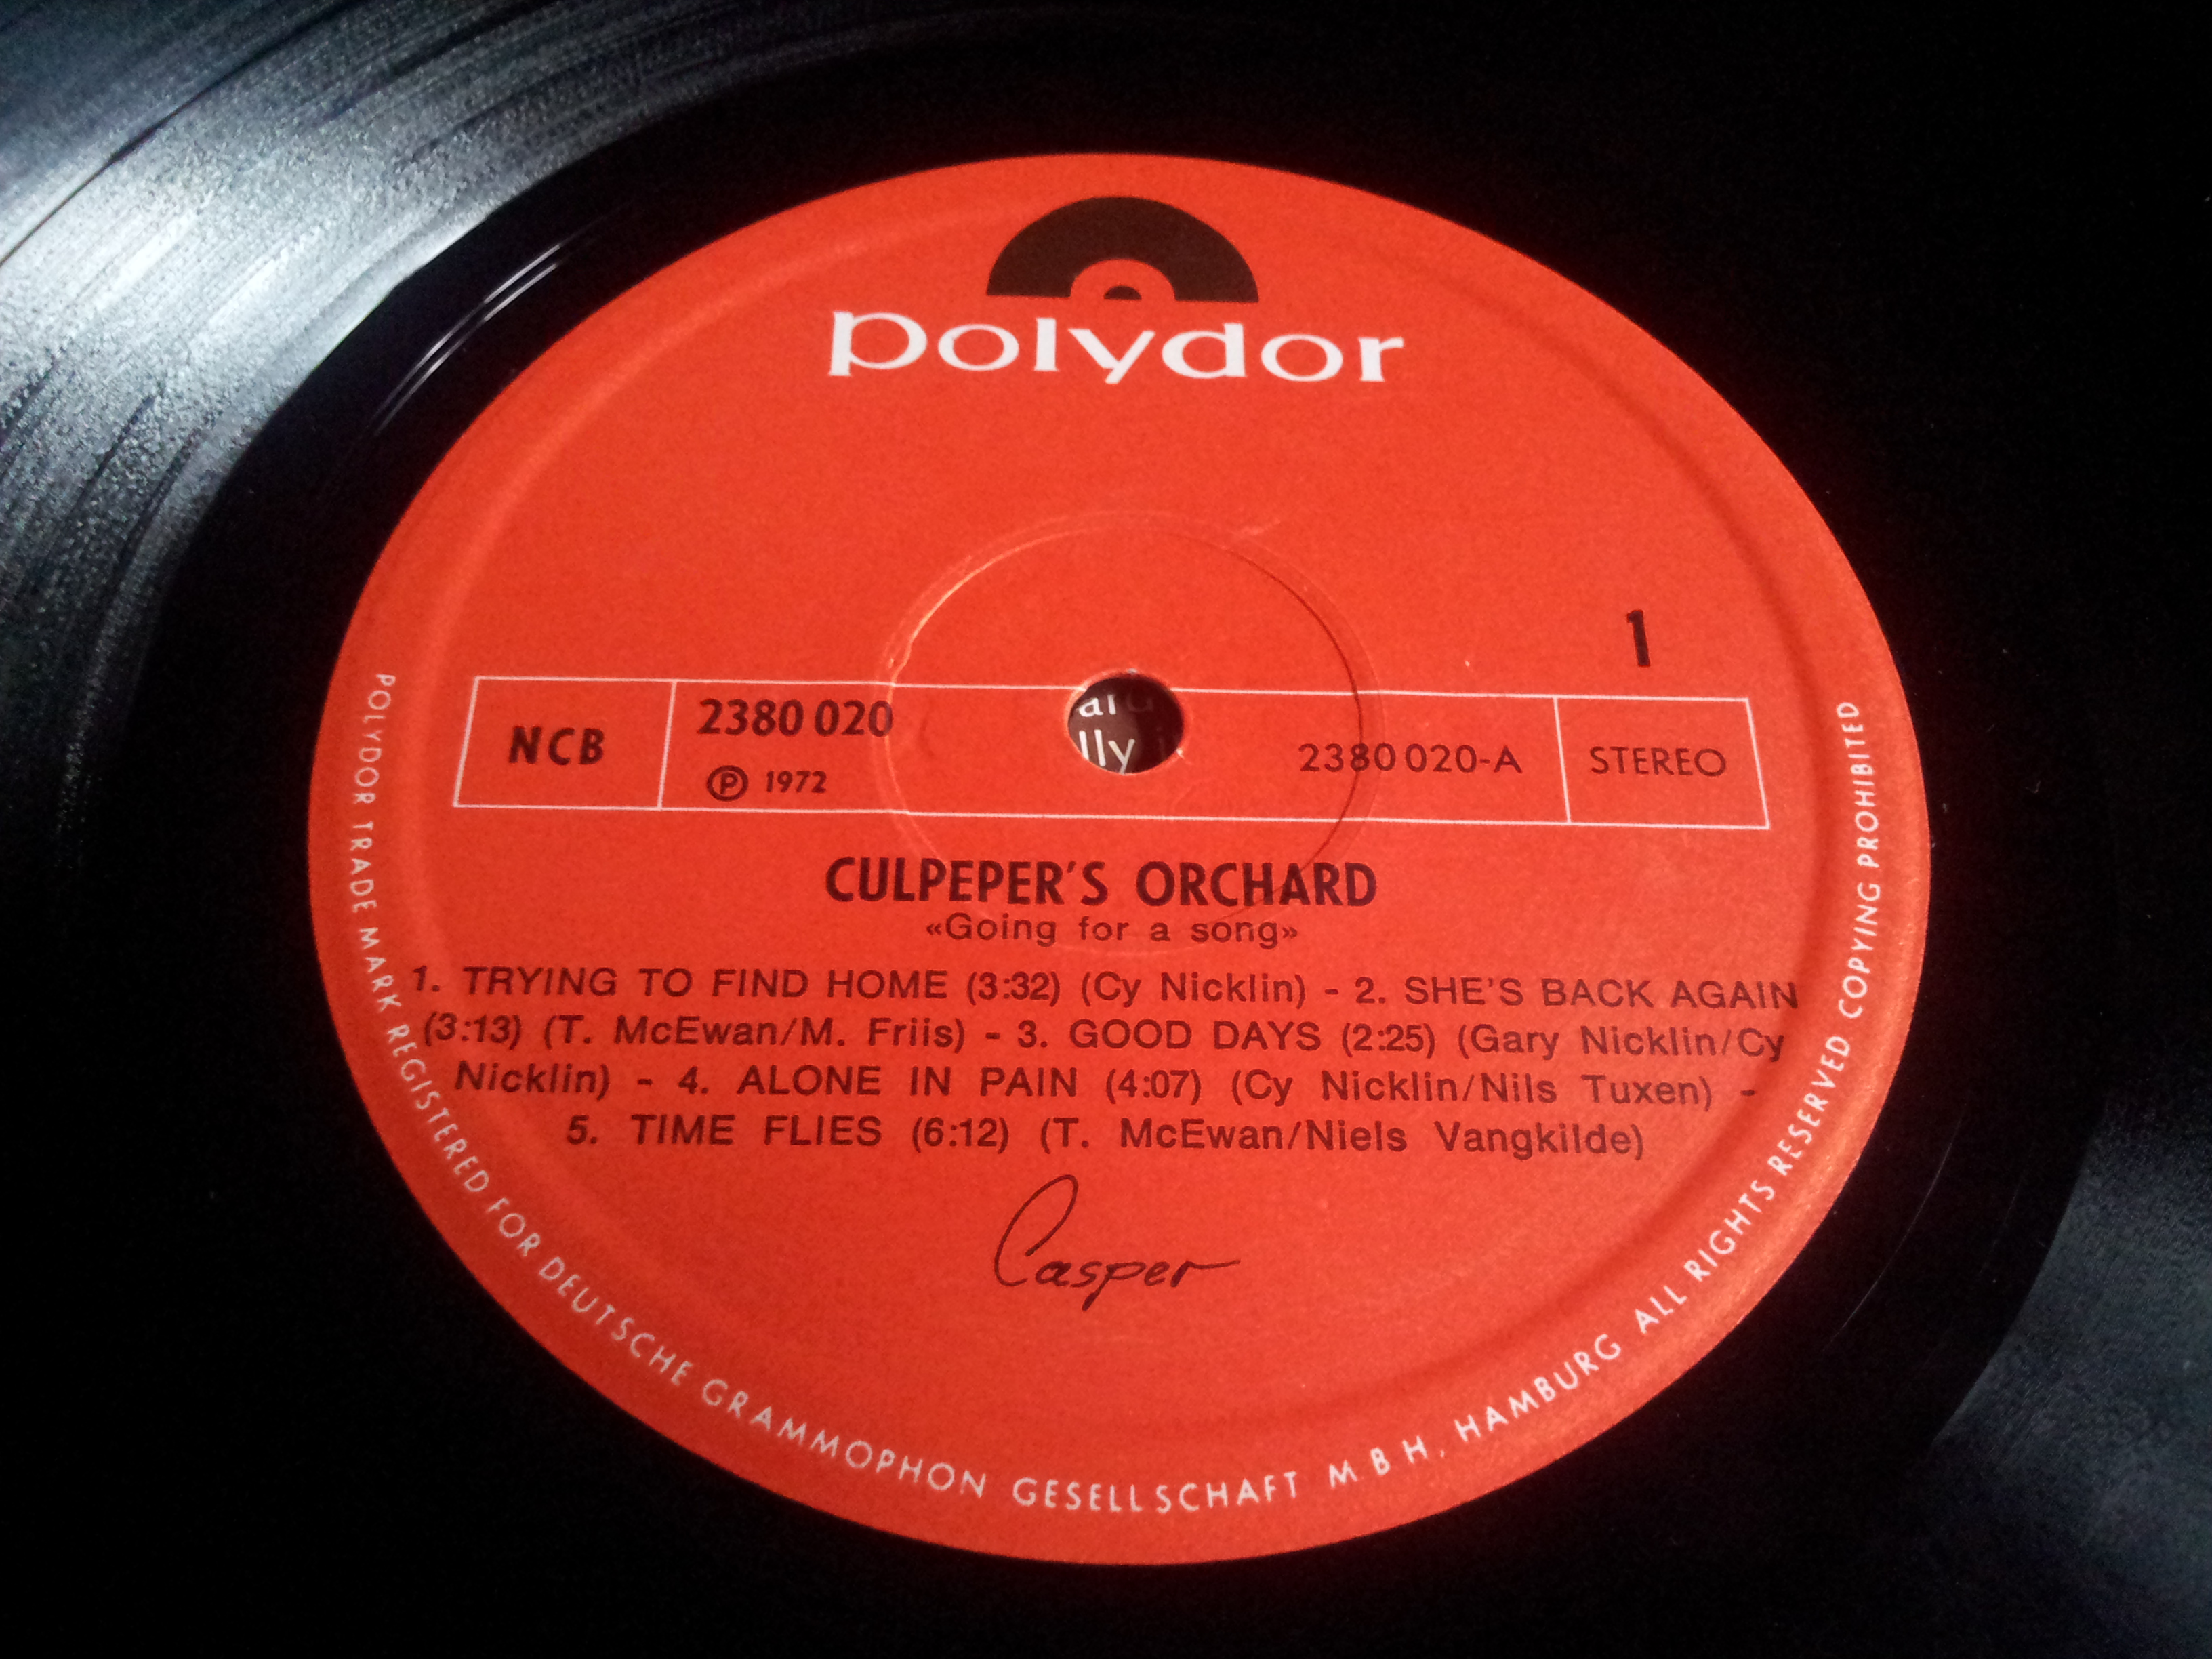 polydor
1
NCB
2380 020
Ⓟ 1972
2380 020-A
STEREO
CULPEPER'S ORCHARD
«Going for a song»
1. TRYING TO FIND HOME (3:32) (Cy Nicklin) - 2. SHE'S BACK AGAIN
(3:13) (T. McEwan/M. Friis) - 3. GOOD DAYS (2:25) (Gary Nicklin/Cy
Nicklin) - 4. ALONE IN PAIN (4:07) (Cy Nicklin/Nils Tuxen) -
5. TIME FLIES (6:12) (T. McEwan/Niels Vangkilde)
Casper
POLYDOR TRADE MARK REGISTERED FOR DEUTSCHE GRAMMOPHON GESELLSCHAFT M B H, HAMBURG ALL RIGHTS RESERVED COPYING PROHIBITED